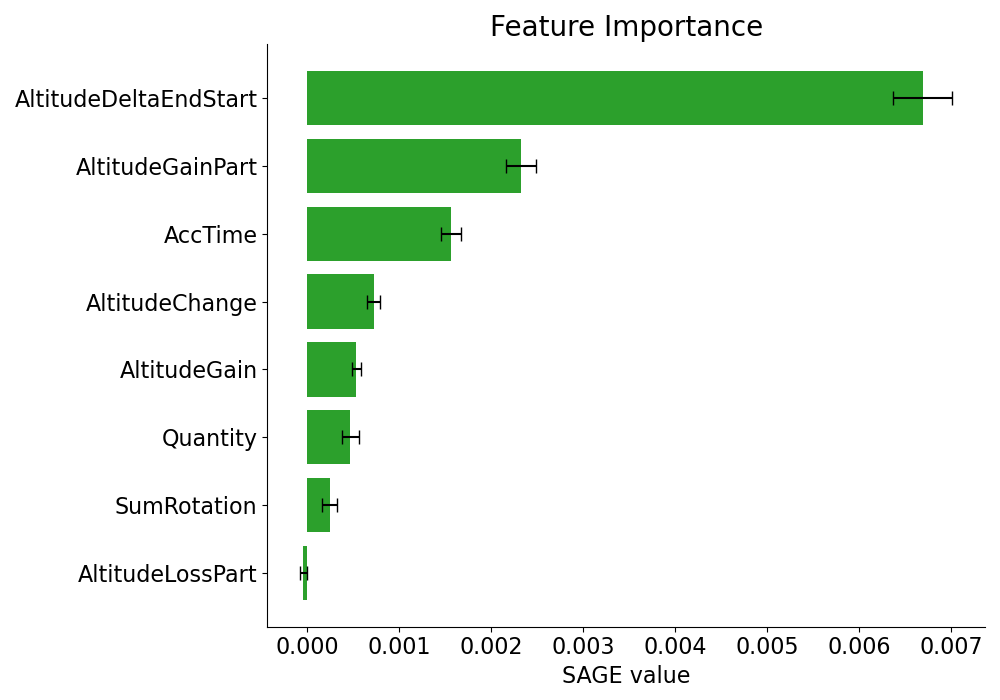 Feature Importance
AltitudeDeltaEndStart
AltitudeGainPart
AccTime
AltitudeChange
AltitudeGain
Quantity
SumRotation
AltitudeLossPart
0.000 0.001 0.002 0.003 0.004 0.005 0.006 0.007
SAGE value